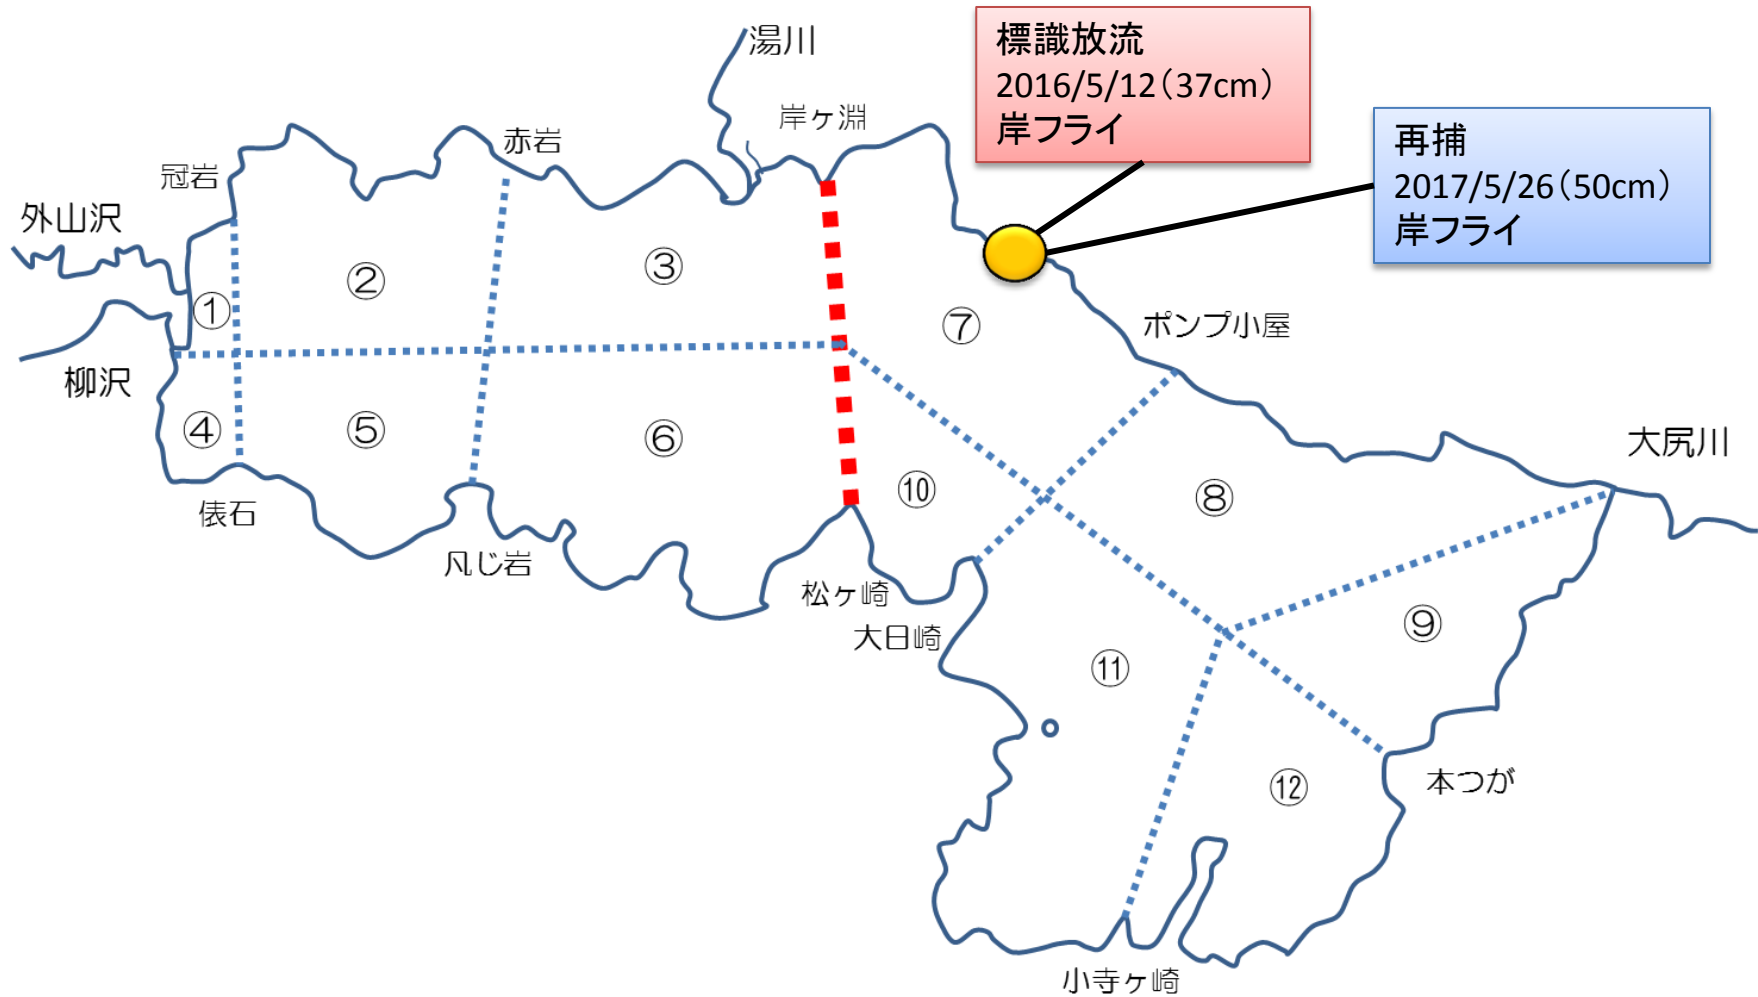 標識放流
2016/5/12（37cm）
岸フライ
再捕
2017/5/26（50cm）
岸フライ
湯川
岸ヶ淵
赤岩
冠岩
外山沢
柳沢
ポンプ小屋
大尻川
俵石
凡じ岩
松ヶ崎
大日崎
本つが
小寺ヶ崎
①
②
③
④
⑤
⑥
⑦
⑧
⑨
⑩
⑪
⑫